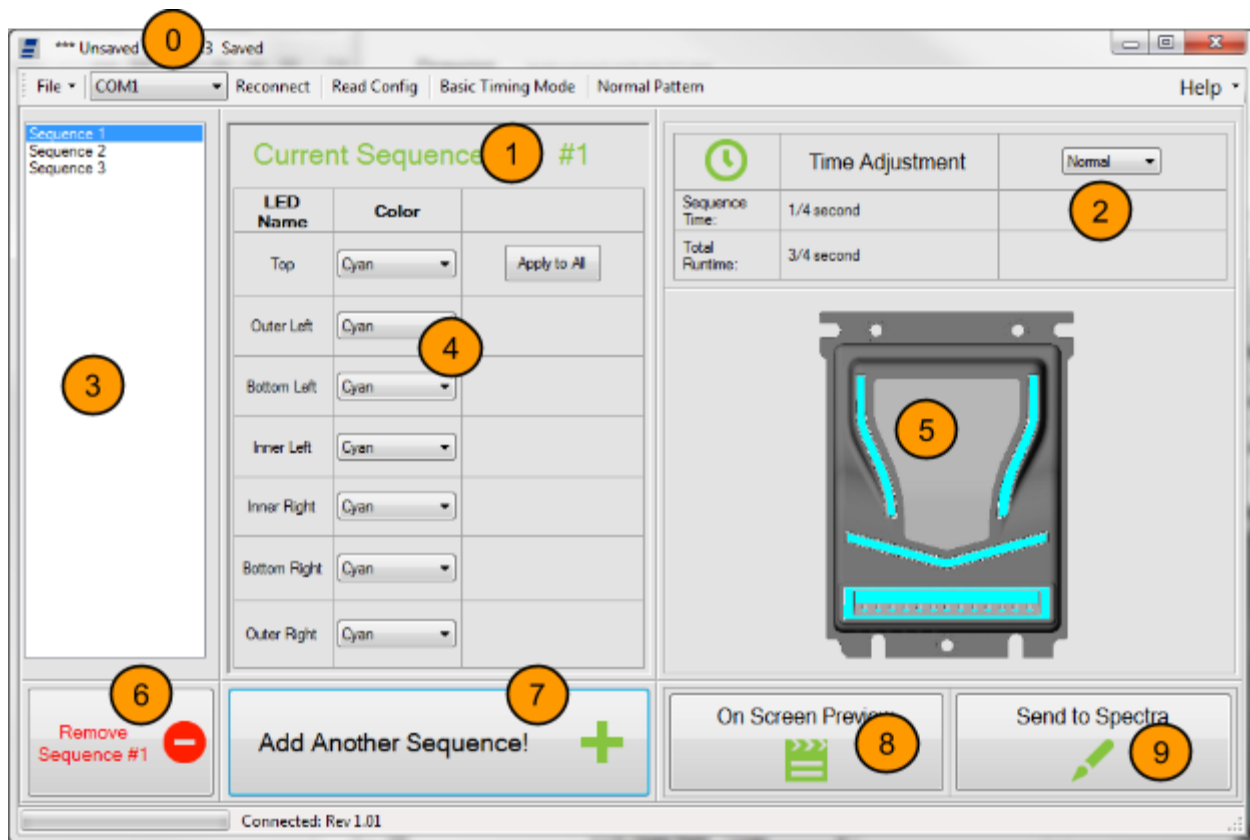 *** Unsaved 0 3 Saved
File COM1 Reconnect Read Config Basic Timing Mode Normal Pattern Help
Sequence 1
Sequence 2
Sequence 3
3
Current Sequence 1 #1
LED Name Color
Top Cyan Apply to All
Outer Left Cyan
4
Bottom Left Cyan
Inner Left Cyan
Inner Right Cyan
Bottom Right Cyan
Outer Right Cyan
Time Adjustment Normal
2
Sequence Time: 1/4 second
Total Runtime: 3/4 second
5
6
Remove
Sequence #1
7
Add Another Sequence!
On Screen Preview
8
Send to Spectra
9
Connected: Rev 1.01